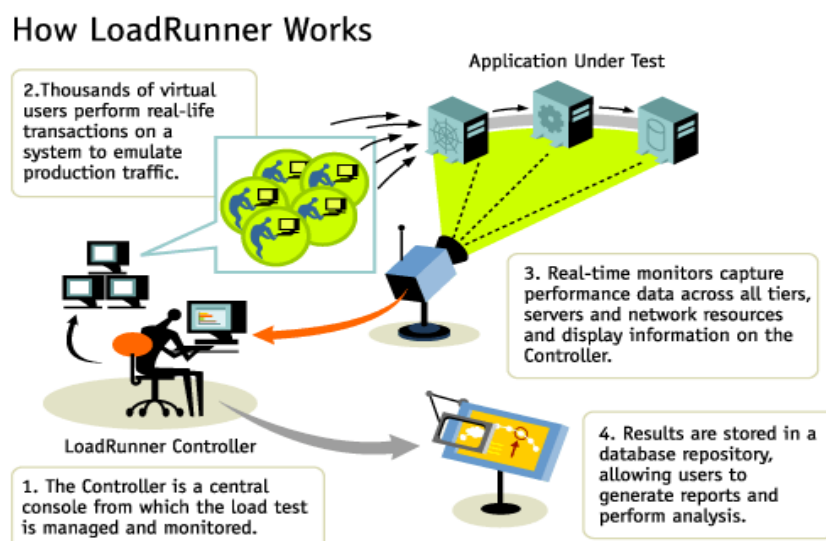 How LoadRunner Works
Application Under Test
2.Thousands of virtual
users perform real-life
transactions on a
system to emulate
production traffic.
3. Real-time monitors capture
performance data across all tiers,
servers and network resources
and display information on the
Controller.
LoadRunner Controller
1. The Controller is a central
console from which the load test
is managed and monitored.
4. Results are stored in a
database repository,
allowing users to
generate reports and
perform analysis.